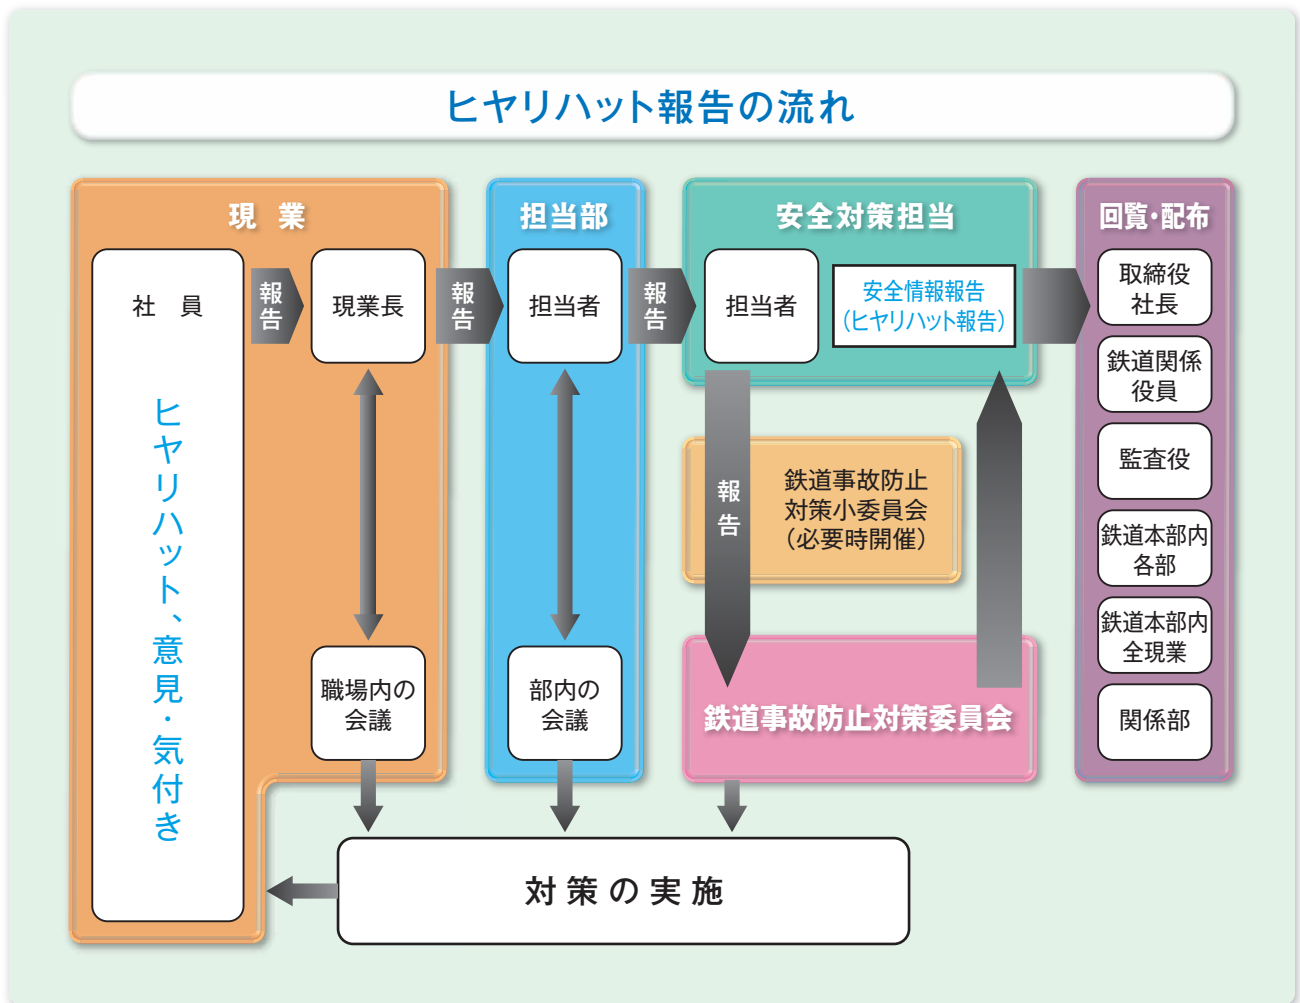 ヒヤリハット報告の流れ
現 業
社 員
ヒヤリハット、意見・気付き
報告
現業長
職場内の
会議
報告
担当部
担当者
部内の
会議
報告
安全対策担当
担当者
安全情報報告
（ヒヤリハット報告）
報告
鉄道事故防止
対策小委員会
（必要時開催）
鉄道事故防止対策委員会
回覧・配布
取締役
社長
鉄道関係
役員
監査役
鉄道本部内
各部
鉄道本部内
全現業
関係部
対策の実施